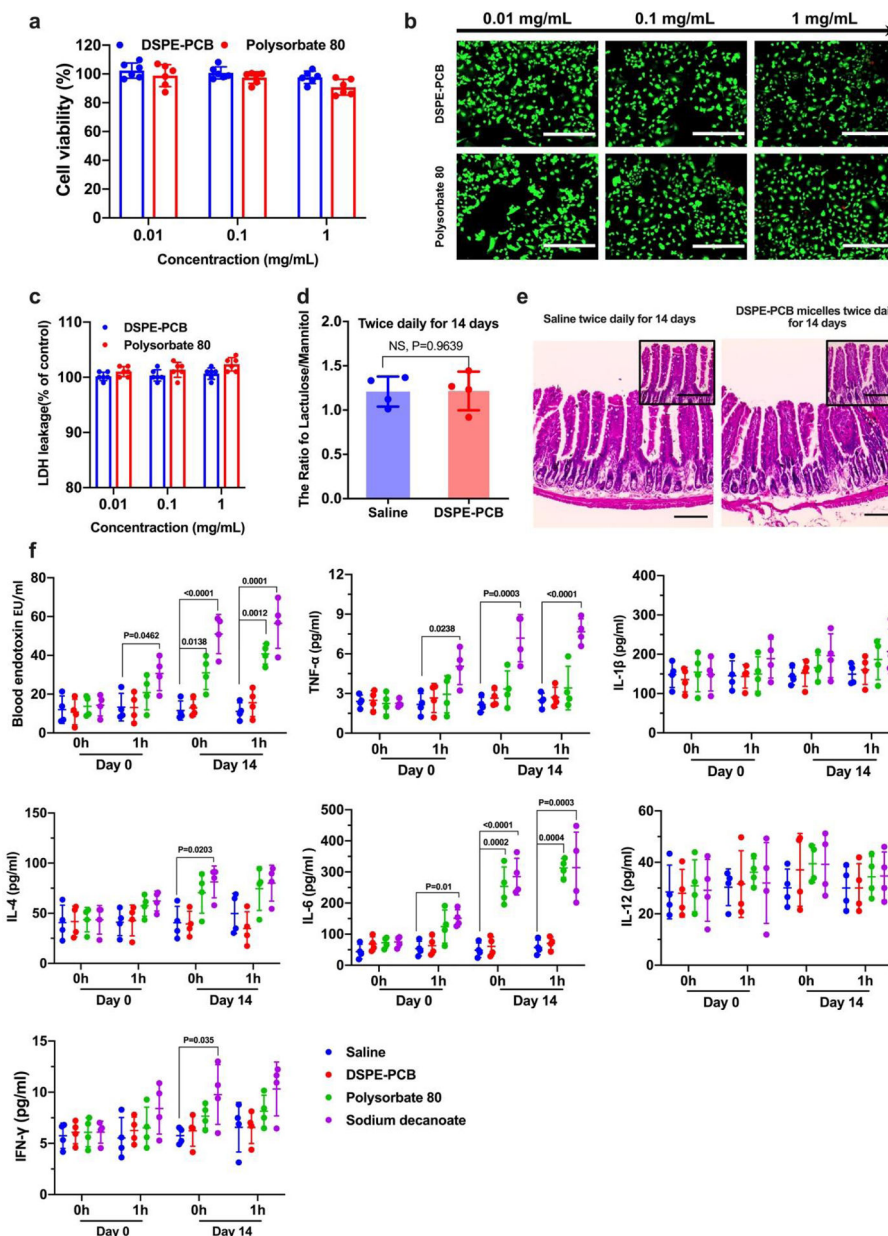 a
DSPE-PCB Polysorbate 80
Cell viability (%)
120
100
80
60
40
20
0
0.01 0.1 1
Concentraction (mg/mL)
b
0.01 mg/mL 0.1 mg/mL 1 mg/mL
DSPE-PCB
Polysorbate 80
c
DSPE-PCB
Polysorbate 80
LDH leakage(% of control)
110
100
90
80
0.01 0.1 1
Concentraction (mg/mL)
d
Twice daily for 14 days
NS, P=0.9639
The Ratio fo Lactulose/Mannitol
2.0
1.5
1.0
0.5
0.0
Saline DSPE-PCB
e
Saline twice daily for 14 days
DSPE-PCB micelles twice dai
for 14 days
f
Blood endotoxin EU/ml
80
60
40
20
0
P=0.0462
0.0138
<0.0001
0.0012
0.0001
0h 1h 0h 1h
Day 0 Day 14
TNF-α (pg/ml)
12
9
6
3
0
0.0238
P=0.0003
<0.0001
0h 1h 0h 1h
Day 0 Day 14
IL-1β (pg/ml)
400
300
200
100
0
0h 1h 0h 1h
Day 0 Day 14
IL-4 (pg/ml)
150
100
50
0
P=0.0203
0h 1h 0h 1h
Day 0 Day 14
IL-6 (pg/ml)
500
400
300
200
100
0
P=0.01
<0.0001
0.0002
P=0.0003
0.0004
0h 1h 0h 1h
Day 0 Day 14
IL-12 (pg/ml)
60
40
20
0
0h 1h 0h 1h
Day 0 Day 14
IFN-γ (pg/ml)
15
10
5
0
P=0.035
0h 1h 0h 1h
Day 0 Day 14
Saline
DSPE-PCB
Polysorbate 80
Sodium decanoate